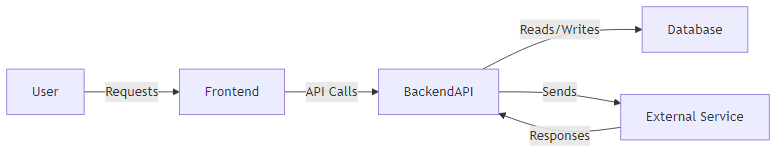 User
Requests
Frontend
API Calls
BackendAPI
Reads/Writes
Database
Sends
External Service
Responses